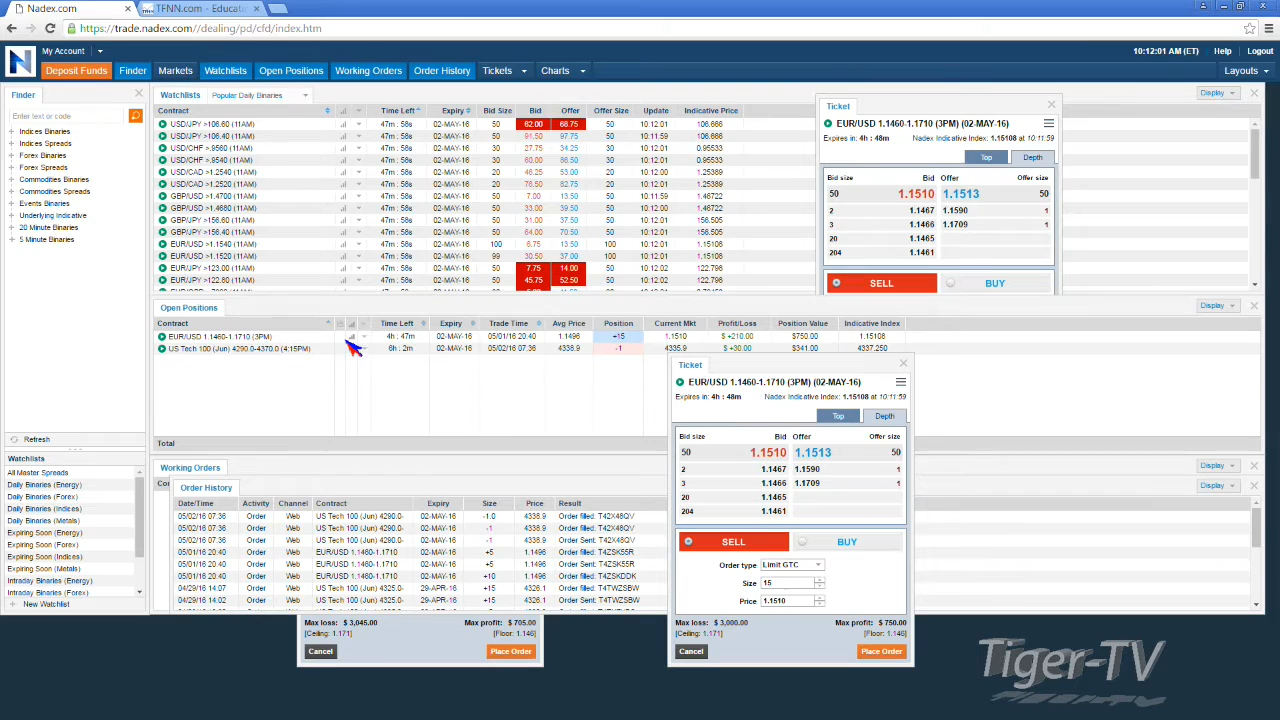 Nadex.com
TFNN.com - Educati
https://trade.nadex.com//dealing/pd/cfd/index.htm
My Account
10:12:01 AM (ET) Help Logout
Deposit Funds Finder Markets Watchlists Open Positions Working Orders Order History Tickets Charts Layouts
Finder
Enter text or code
Indices Binaries
Indices Spreads
Forex Binaries
Forex Spreads
Commodities Binaries
Commodities Spreads
Events Binaries
Underlying Indicative
20 Minute Binaries
5 Minute Binaries
Refresh
Watchlists
All Master Spreads
Daily Binaries (Energy)
Daily Binaries (Forex)
Daily Binaries (Indices)
Daily Binaries (Metals)
Expiring Soon (Energy)
Expiring Soon (Forex)
Expiring Soon (Indices)
Expiring Soon (Metals)
Intraday Binaries (Energy)
Intraday Binaries (Forex)
New Watchlist
Watchlists Popular Daily Binaries Display
Contract Time Left Expiry Bid Size Bid Offer Offer Size Update Indicative Price
USD/JPY >106.60 (11AM) 47m : 58s 02-MAY-16 50 62.00 68.75 50 10:12:01 106.666
USD/JPY >106.40 (11AM) 47m : 58s 02-MAY-16 50 91.50 97.75 50 10:11:59 106.666
USD/CHF >.9560 (11AM) 47m : 58s 02-MAY-16 50 27.75 34.25 50 10:12:01 0.95533
USD/CHF >.9540 (11AM) 47m : 58s 02-MAY-16 50 60.00 66.50 50 10:12:01 0.95533
USD/CAD >1.2540 (11AM) 47m : 58s 02-MAY-16 20 46.25 53.00 20 10:12:01 1.25389
USD/CAD >1.2520 (11AM) 47m : 58s 02-MAY-16 20 76.50 82.75 20 10:12:01 1.25389
GBP/USD >1.4700 (11AM) 47m : 58s 02-MAY-16 50 7.00 13.50 50 10:12:01 1.46722
GBP/USD >1.4680 (11AM) 47m : 58s 02-MAY-16 50 33.00 39.50 50 10:12:01 1.46722
GBP/JPY >156.60 (11AM) 47m : 58s 02-MAY-16 50 31.00 37.50 50 10:12:01 156.505
GBP/JPY >156.40 (11AM) 47m : 58s 02-MAY-16 50 64.00 70.50 50 10:12:01 156.505
EUR/USD >1.1540 (11AM) 47m : 58s 02-MAY-16 100 6.75 13.50 100 10:12:01 1.15108
EUR/USD >1.1520 (11AM) 47m : 58s 02-MAY-16 99 30.50 37.00 100 10:12:01 1.15108
EUR/JPY >123.00 (11AM) 47m : 58s 02-MAY-16 50 7.75 14.00 50 10:12:02 122.796
EUR/JPY >122.80 (11AM) 47m : 58s 02-MAY-16 50 45.75 52.50 50 10:12:02 122.796
Ticket
EUR/USD 1.1460-1.1710 (3PM) (02-MAY-16)
Expires in: 4h : 48m Nadex Indicative Index: 1.15108 at 10:11:59
Top Depth
Bid size Bid Offer Offer size
50 1.1510 1.1513 50
2 1.1467 1.1590 1
3 1.1466 1.1709 1
20 1.1465
204 1.1461
SELL BUY
Open Positions Display
Contract Time Left Expiry Trade Time Avg Price Position Current Mkt Profit/Loss Position Value Indicative Index
EUR/USD 1.1460-1.1710 (3PM) 4h : 47m 02-MAY-16 05/01/16 20:40 1.1496 +15 1.1510 $ +210.00 $750.00 1.15108
US Tech 100 (Jun) 4290.0-4370.0 (4:15PM) 6h : 2m 02-MAY-16 05/02/16 07:36 4338.9 -1 4335.9 $ +30.00 $341.00 4337.250
Total
Ticket
EUR/USD 1.1460-1.1710 (3PM) (02-MAY-16)
Expires in: 4h : 48m Nadex Indicative Index: 1.15108 at 10:11:59
Top Depth
Bid size Bid Offer Offer size
50 1.1510 1.1513 50
2 1.1467 1.1590 1
3 1.1466 1.1709 1
20 1.1465
204 1.1461
SELL BUY
Order type Limit GTC
Size 15
Price 1.1510
Max loss: $ 3,000.00 Max profit: $ 750.00
[Ceiling: 1.171] [Floor: 1.146]
Cancel Place Order
Working Orders Display
Order History Display
Date/Time Activity Channel Contract Expiry Size Price Result
05/02/16 07:36 Order Web US Tech 100 (Jun) 4290.0- 02-MAY-16 -1.0 4338.9 Order filled: T42X46QV
05/02/16 07:36 Order Web US Tech 100 (Jun) 4290.0- 02-MAY-16 -1 4338.9 Order Sent: T42X46QV
05/01/16 20:40 Order Web EUR/USD 1.1460-1.1710 02-MAY-16 +5 1.1496 Order filled: T4ZSK55R
05/01/16 20:40 Order Web EUR/USD 1.1460-1.1710 02-MAY-16 +5 1.1496 Order Sent: T4ZSK55R
05/01/16 20:40 Order Web EUR/USD 1.1460-1.1710 02-MAY-16 +10 1.1496 Order filled: T4ZSKDDK
04/29/16 14:07 Order Web US Tech 100 (Jun) 4325.0- 29-APR-16 +15 4326.1 Order filled: T4TWZSBW
04/29/16 14:02 Order Web US Tech 100 (Jun) 4325.0- 29-APR-16 +15 4326.1 Order Sent: T4TWZSBW
Max loss: $ 3,045.00 Max profit: $ 705.00
[Ceiling: 1.171] [Floor: 1.146]
Cancel Place Order
Tiger-TV